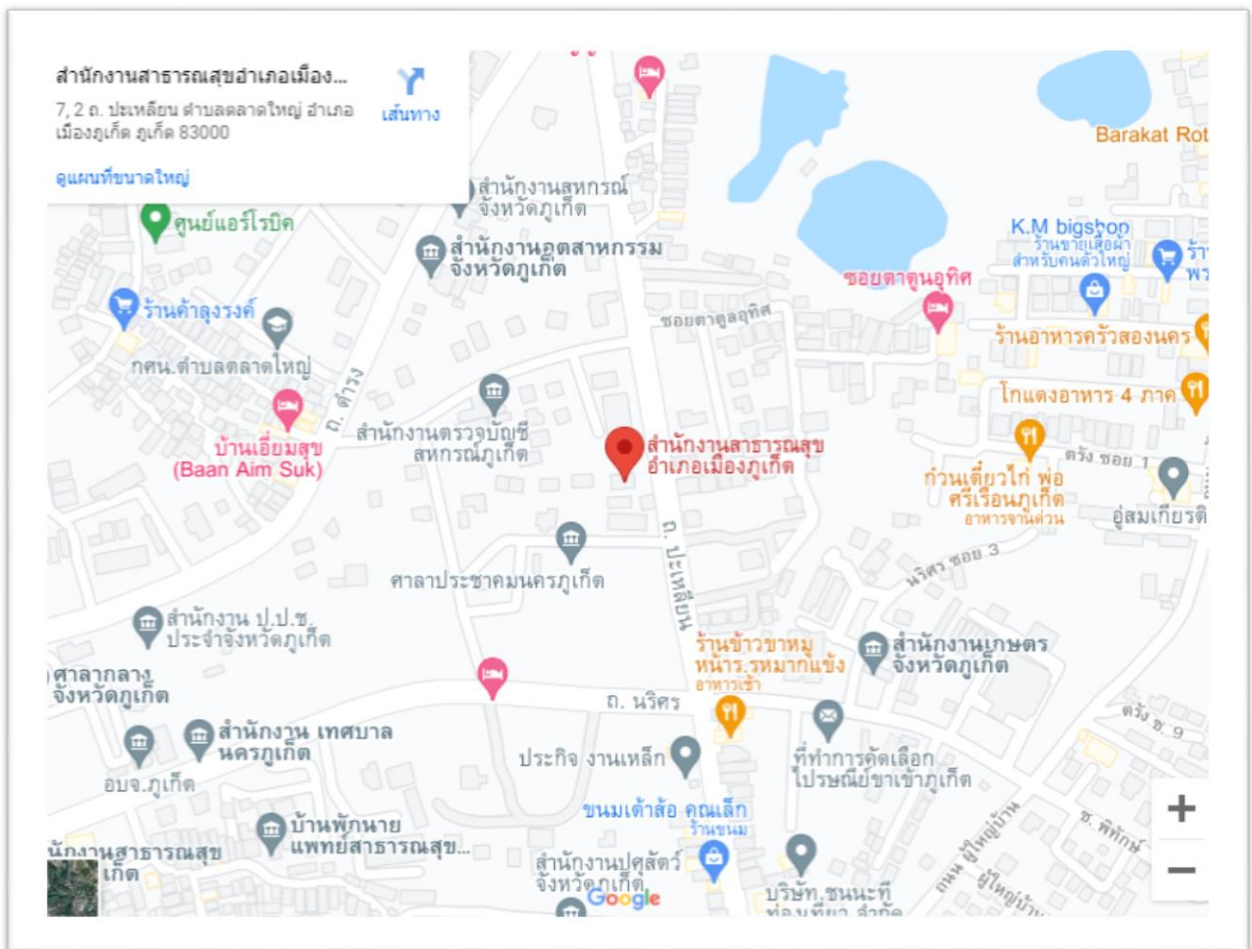 สำนักงานสาธารณสุขอำเภอเมือง...
7, 2 ถ. ปะเหลียน ตำบลตลาดใหญ่ อำเภอ
เมืองภูเก็ต ภูเก็ต 83000
เส้นทาง
ดูแผนที่ขนาดใหญ่
Barakat Rot
สำนักงานสหกรณ์
จังหวัดภูเก็ต
ศูนย์แอร์โรบิค
สำนักงานอุตสาหกรรม
จังหวัดภูเก็ต
K.M bigshop
ร้านขายเสื้อผ้า
สำหรับคนตัวใหญ่
ซอยตาตูนอุทิศ
ร้านค้าลุงรงค์
ซอยตาตูลอุทิศ
ร้านอาหารครัวสองนคร
กศน.ตำบลตลาดใหญ่
โกแดงอาหาร 4 ภาค
ถ. ดำรง
สำนักงานตรวจบัญชี
สหกรณ์ภูเก็ต
สำนักงานสาธารณสุข
อำเภอเมืองภูเก็ต
บ้านเอี่ยมสุข
(Baan Aim Suk)
ตรัง ซอย 1
ก๋วนเตี๋ยวไก่ พ่อ
ศรีเรือนภูเก็ต
อาหารจานด่วน
อู่สมเกียรติ
ถ. ปะเหลียน
นริศร ซอย 3
ศาลาประชาคมนครภูเก็ต
สำนักงาน ป.ป.ช.
ประจำจังหวัดภูเก็ต
ร้านข้าวขาหมู
หน้าร.รหมากแข้ง
อาหารเช้า
สำนักงานเกษตร
จังหวัดภูเก็ต
ศาลากลาง
จังหวัดภูเก็ต
ถ. นริศร
ตรัง ซ. 9
สำนักงาน เทศบาล
นครภูเก็ต
ประกิจ งานเหล็ก
ที่ทำการคัดเลือก
ไปรษณีย์ขาเข้าภูเก็ต
อบจ.ภูเก็ต
ขนมเต้าส้อ คุณเล็ก
ร้านขนม
ซ. พิทักษ์
บ้านพักนาย
แพทย์สาธารณสุข...
ถนน ผู้ใหญ่บ้าน
นักงานสาธารณสุข
เก็ต
สำนักงานปศุสัตว์
จังหวัดภูเก็ต
Google
บริษัท.ชนนะที
ท่องเที่ยว จำกัด
ผู้ใหญ่บ้าน